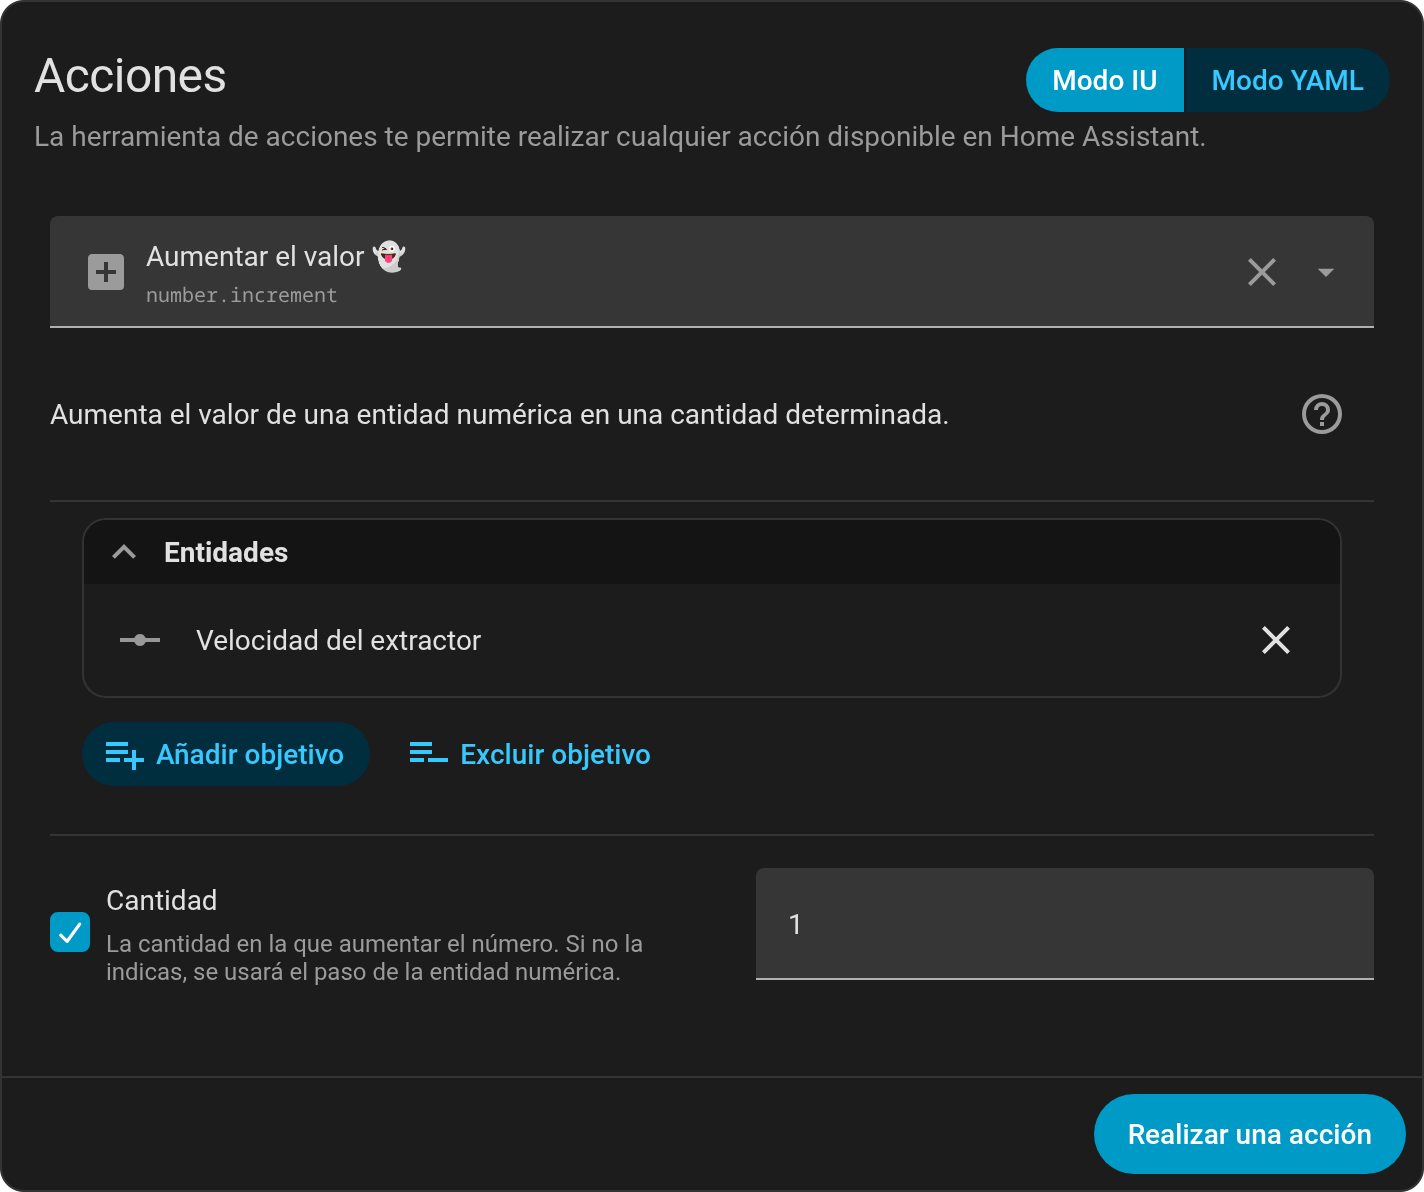 Acciones
Modo IU
Modo YAML
La herramienta de acciones te permite realizar cualquier acción disponible en Home Assistant.
Aumentar el valor 👻
number.increment
Aumenta el valor de una entidad numérica en una cantidad determinada.
Entidades
Velocidad del extractor
Añadir objetivo
Excluir objetivo
Cantidad
La cantidad en la que aumentar el número. Si no la
indicas, se usará el paso de la entidad numérica.
1
Realizar una acción